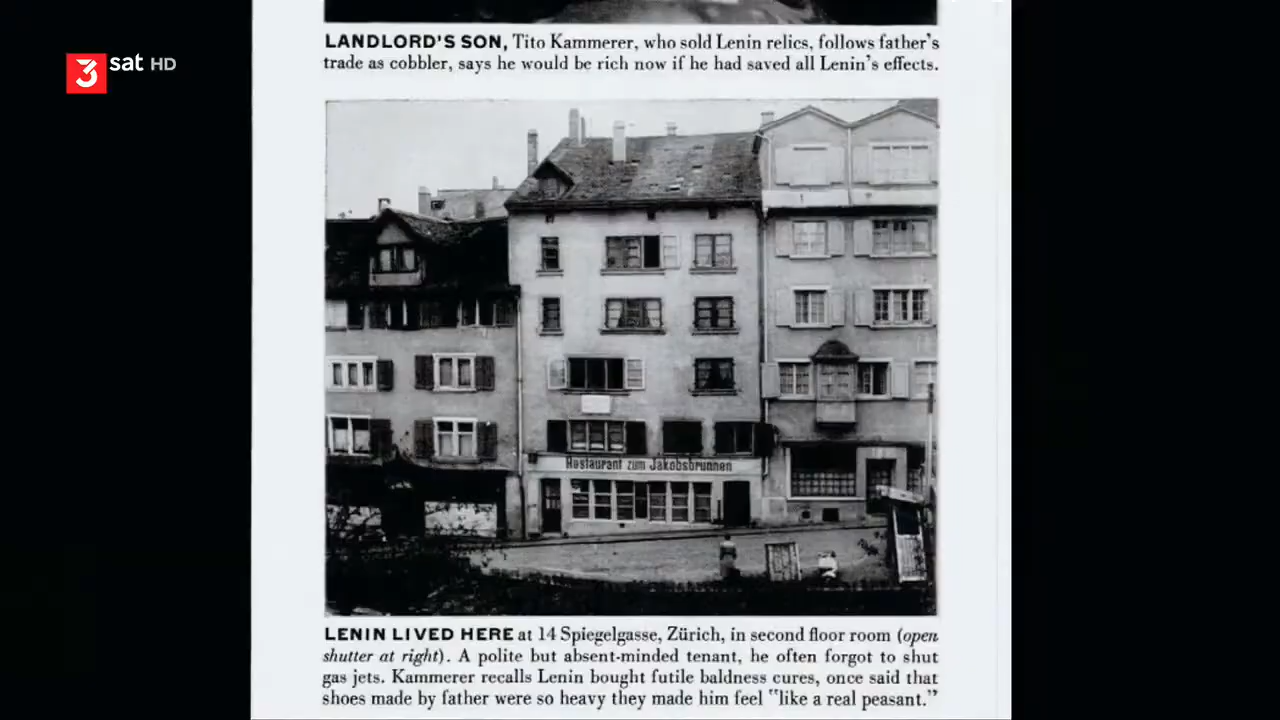 3 sat HD
LANDLORD'S SON, Tito Kammerer, who sold Lenin relics, follows father's
trade as cobbler, says he would be rich now if he had saved all Lenin's effects.
Restaurant zum Jakobsbrunnen
LENIN LIVED HERE at 14 Spiegelgasse, Zürich, in second floor room (open
shutter at right). A polite but absent-minded tenant, he often forgot to shut
gas jets. Kammerer recalls Lenin bought futile baldness cures, once said that
shoes made by father were so heavy they made him feel "like a real peasant."